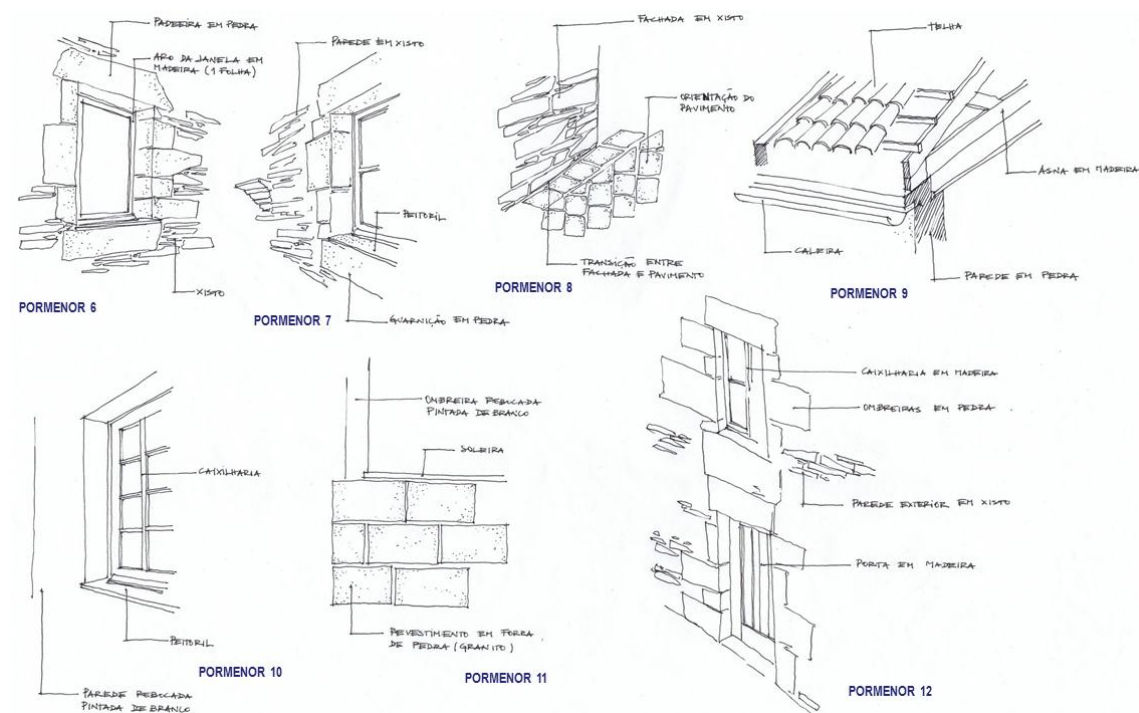 PADEEIRA EM PEDRA
ARO DA JANELA EM
MADEIRA (1 FOLHA)
XISTO
PORMENOR 6
PAREDE EM XISTO
PEITORIL
GUARNIÇÃO EM PEDRA
PORMENOR 7
FACHADA EM XISTO
ORIENTAÇÃO DO
PAVIMENTO
TRANSIÇÃO ENTRE
FACHADA E PAVIMENTO
PORMENOR 8
TELHA
ASNA EM MADEIRA
CALEIRA
PAREDE EM PEDRA
PORMENOR 9
CAIXILHARIA
PEITORIL
PAREDE REBOCADA
PINTADA DE BRANCO
PORMENOR 10
OMBREIRA REBOCADA
PINTADA DE BRANCO
SOLEIRA
REVESTIMENTO EM FORRA
DE PEDRA (GRANITO)
PORMENOR 11
CAIXILHARIA EM MADEIRA
OMBREIRAS EM PEDRA
PAREDE EXTERIOR EM XISTO
PORTA EM MADEIRA
PORMENOR 12